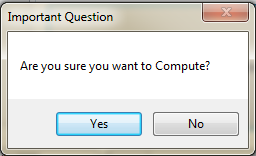 Important Question
Are you sure you want to Compute?
Yes
No